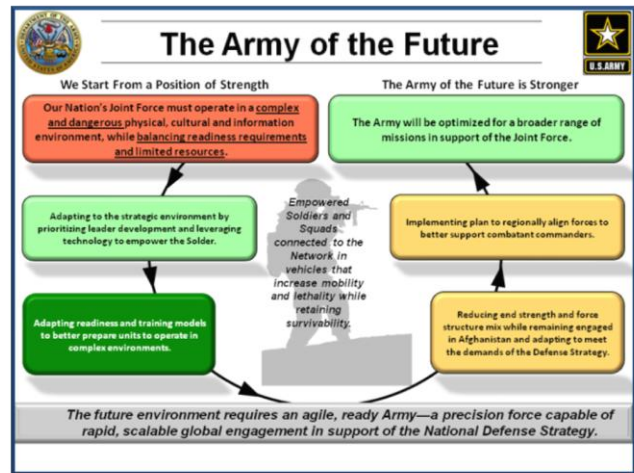 The Army of the Future
U.S.ARMY
We Start From a Position of Strength
The Army of the Future is Stronger
Our Nation's Joint Force must operate in a complex
and dangerous physical, cultural and information
environment, while balancing readiness requirements
and limited resources.
The Army will be optimized for a broader range of
missions in support of the Joint Force.
Adapting to the strategic environment by
prioritizing leader development and leveraging
technology to empower the Solder.
Empowered
Soldiers and
Squads
connected to the
Network in
vehicles that
increase mobility
and lethality while
retaining
survivability.
Implementing plan to regionally align forces to
better support combatant commanders.
Adapting readiness and training models
to better prepare units to operate in
complex environments.
Reducing end strength and force
structure mix while remaining engaged
in Afghanistan and adapting to meet
the demands of the Defense Strategy.
The future environment requires an agile, ready Army—a precision force capable of
rapid, scalable global engagement in support of the National Defense Strategy.